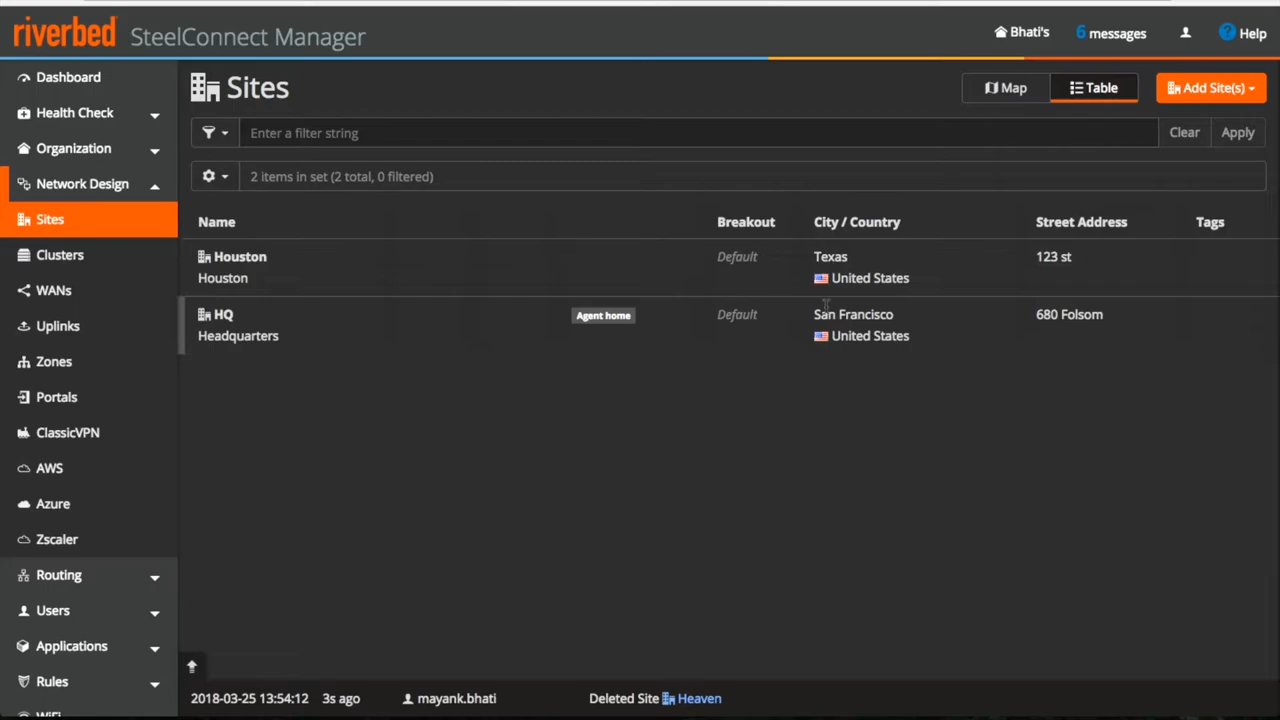 riverbed SteelConnect Manager
Bhati's
6 messages
Help
Dashboard
Health Check
Organization
Network Design
Sites
Clusters
WANs
Uplinks
Zones
Portals
ClassicVPN
AWS
Azure
Zscaler
Routing
Users
Applications
Rules
WiFi
Sites
Map
Table
Add Site(s)
Enter a filter string
Clear
Apply
2 items in set (2 total, 0 filtered)
Name Breakout City / Country Street Address Tags
Houston Default Texas 123 st
Houston United States
HQ Agent home Default San Francisco 680 Folsom
Headquarters United States
2018-03-25 13:54:12 3s ago mayank.bhati Deleted Site Heaven